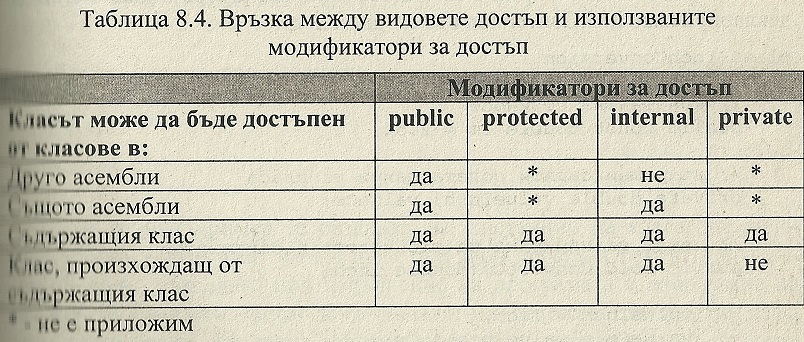 Таблица 8.4. Връзка между видовете достъп и използваните
модификатори за достъп
Модификатори за достъп
Класът може да бъде достъпен public protected internal private
от класове в:
Друго асембли да * не *
Същото асембли да * да *
Съдържащия клас да да да да
Клас, произхождащ от да да да не
съдържащия клас
* - не е приложим